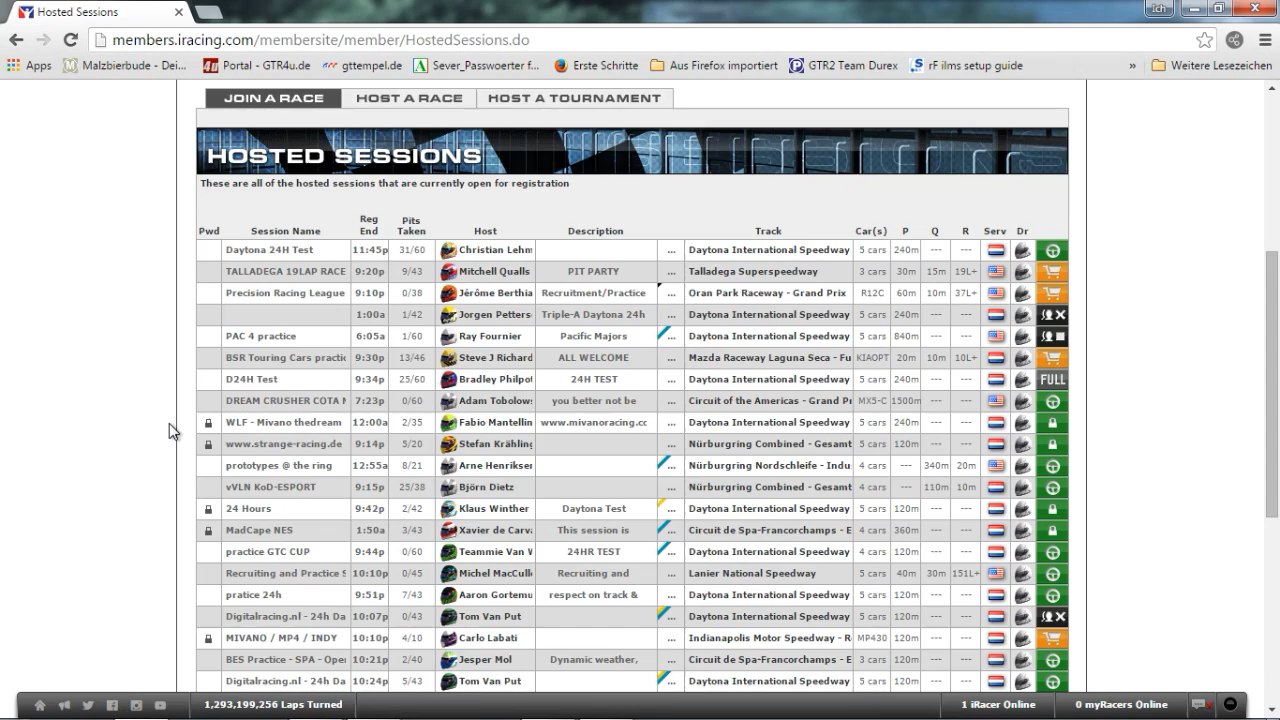 Hosted Sessions
Ich
members.iracing.com/membersite/member/HostedSessions.do
Apps Malzbierbude - Dei... 4u Portal - GTR4u.de gttempel.de A Sever_Passwoerter f... Erste Schritte Aus Firefox importiert P GTR2 Team Durex S rF ilms setup guide » Weitere Lesezeichen
JOIN A RACE HOST A RACE HOST A TOURNAMENT
HOSTED SESSIONS
These are all of the hosted sessions that are currently open for registration
Pwd Session Name Reg End Pits Taken Host Description Track Car(s) P Q R Serv Dr
Daytona 24H Test 11:45p 31/60 Christian Lehm ... Daytona International Speedway 5 cars 240m --- ---
TALLADEGA 19 LAP RACE 9:20p 9/43 Mitchell Qualls PIT PARTY ... Talladega Superspeedway 3 cars 30m 15m 19L+
Precision Racing League 9:10p 0/38 Jérôme Berthia Recruitment/Practice ... Oran Park Raceway - Grand Prix R12C 60m 10m 37L+
1:00a 1/42 Jorgen Petters Triple-A Daytona 24h ... Daytona International Speedway 5 cars 240m --- ---
PAC 4 practice 6:05a 1/60 Ray Fournier Pacific Majors ... Daytona International Speedway 5 cars 840m --- ---
BSR Touring Cars practic 9:30p 13/46 Steve J Richard ALL WELCOME ... Mazda Raceway Laguna Seca - Fu KIAOPT 20m 10m 10L+
D24H Test 9:34p 25/60 Bradley Philpot 24H TEST ... Daytona International Speedway 5 cars 240m --- --- FULL
DREAM CRUSHER COTA 7:23p 0/60 Adam Tobolows you better not be ... Circuit of the Americas - Grand Pr MX5-C 1500m --- ---
WLF - Mivano thedream 12:00a 2/35 Fabio Mantellin www.mivanoracing.cc ... Daytona International Speedway 5 cars 240m --- ---
www.strange-racing.de 9:14p 5/20 Stefan Krähling ... Nürburgring Combined - Gesamt 5 cars 120m --- ---
prototypes @ the ring 12:55a 8/21 Arne Henriksen ... Nürburgring Nordschleife - Indu 4 cars --- 340m 20m
vVLN KoD-ESPORT 9:15p 25/38 Björn Dietz ... Nürburgring Combined - Gesamt 4 cars --- 110m 10m
24 Hours 9:42p 2/42 Klaus Winther Daytona Test ... Daytona International Speedway 5 cars 120m --- ---
MadCape NES 1:50a 3/43 Xavier de Carva This session is ... Circuit de Spa-Francorchamps - E 4 cars 360m --- ---
practice GTC CUP 9:44p 0/60 Teammie Van W 24HR TEST ... Daytona International Speedway 4 cars 120m --- ---
Recruiting and Practice S 10:10p 0/45 Michel MacCull Recruiting and ... Lanier National Speedway 5 cars 40m 30m 151L+
pratice 24h 9:51p 7/43 Aaron Gortemu respect on track & ... Daytona International Speedway 5 cars 120m --- ---
Digitalracing.nl - 24h Da 10:07p 0/43 Tom Van Put ... Daytona International Speedway 5 cars 120m --- ---
MIVANO / MP4 / INDY 10:10p 4/10 Carlo Labati ... Indianapolis Motor Speedway - R MP430 120m --- ---
BES Practice - SPA - Ope 10:21p 2/40 Jesper Mol Dynamic weather, ... Circuit de Spa-Francorchamps - E 3 cars 120m --- ---
Digitalracing.nl - 24h Da 10:24p 5/43 Tom Van Put ... Daytona International Speedway 5 cars 120m --- ---
1,293,199,256 Laps Turned 1 iRacer Online 0 myRacers Online